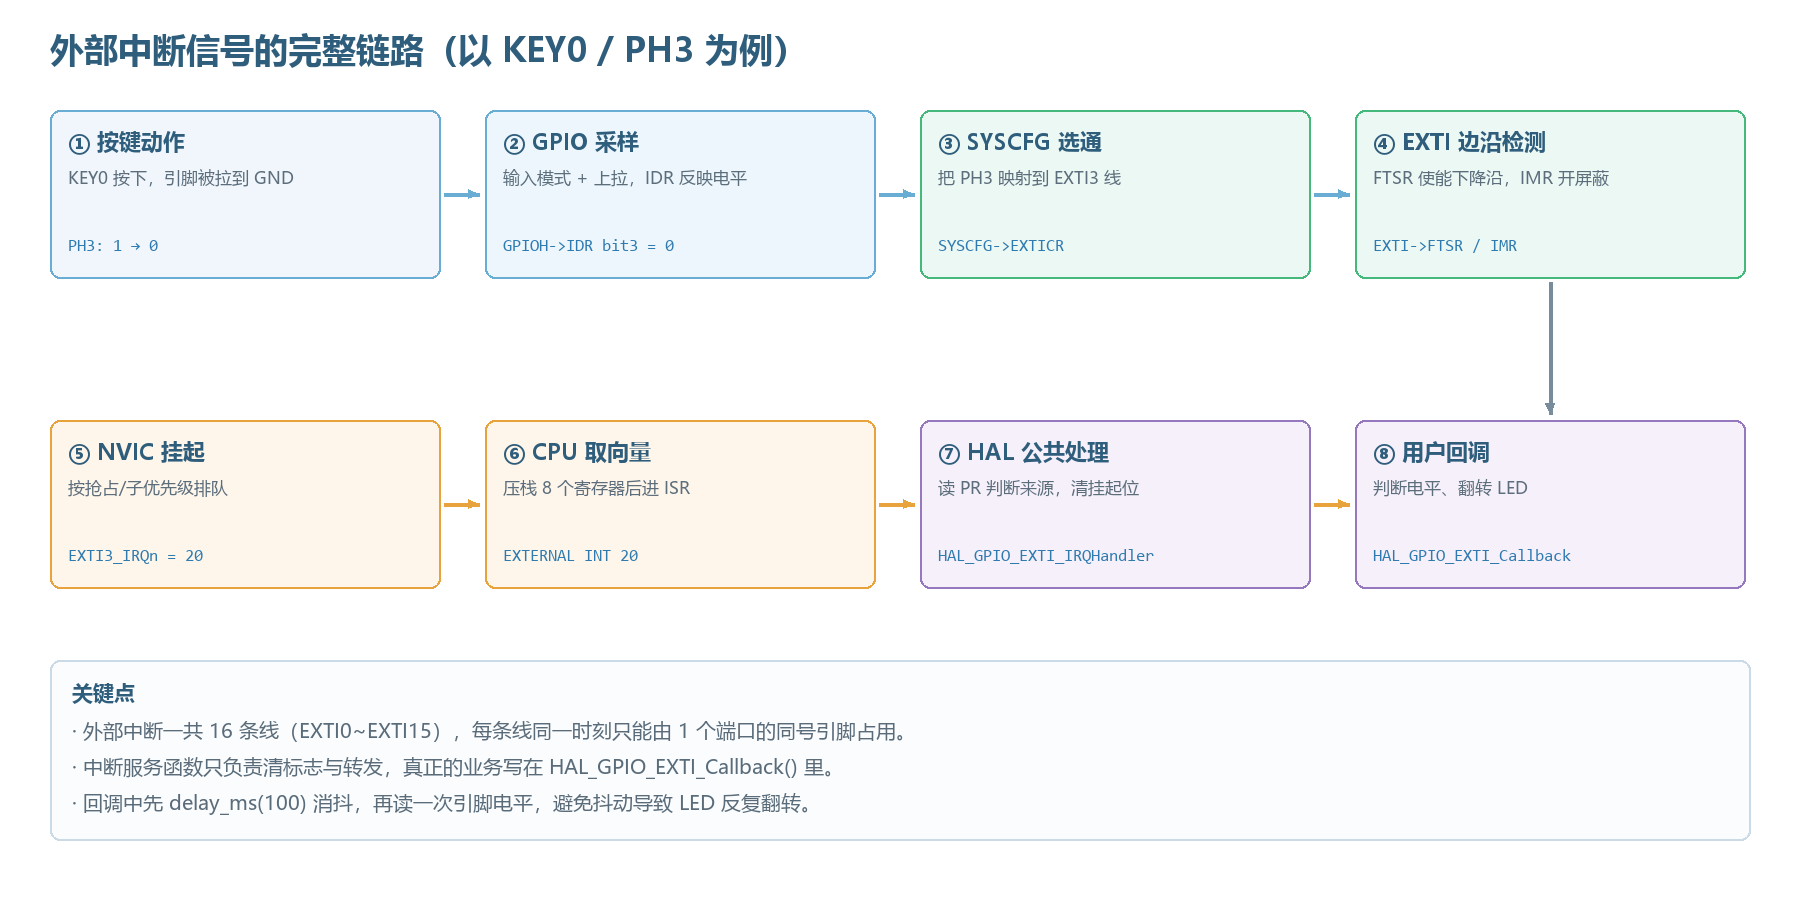 外部中断信号的完整链路（以 KEY0 / PH3 为例）
① 按键动作
KEY0 按下，引脚被拉到 GND
PH3: 1 → 0
② GPIO 采样
输入模式 + 上拉，IDR 反映电平
GPIOH->IDR bit3 = 0
③ SYSCFG 选通
把 PH3 映射到 EXTI3 线
SYSCFG->EXTICR
④ EXTI 边沿检测
FTSR 使能下降沿，IMR 开屏蔽
EXTI->FTSR / IMR
⑤ NVIC 挂起
按抢占/子优先级排队
EXTI3_IRQn = 20
⑥ CPU 取向量
压栈 8 个寄存器后进 ISR
EXTERNAL INT 20
⑦ HAL 公共处理
读 PR 判断来源，清挂起位
HAL_GPIO_EXTI_IRQHandler
⑧ 用户回调
判断电平、翻转 LED
HAL_GPIO_EXTI_Callback
关键点
· 外部中断一共 16 条线（EXTI0~EXTI15），每条线同一时刻只能由 1 个端口的同号引脚占用。
· 中断服务函数只负责清标志与转发，真正的业务写在 HAL_GPIO_EXTI_Callback() 里。
· 回调中先 delay_ms(100) 消抖，再读一次引脚电平，避免抖动导致 LED 反复翻转。